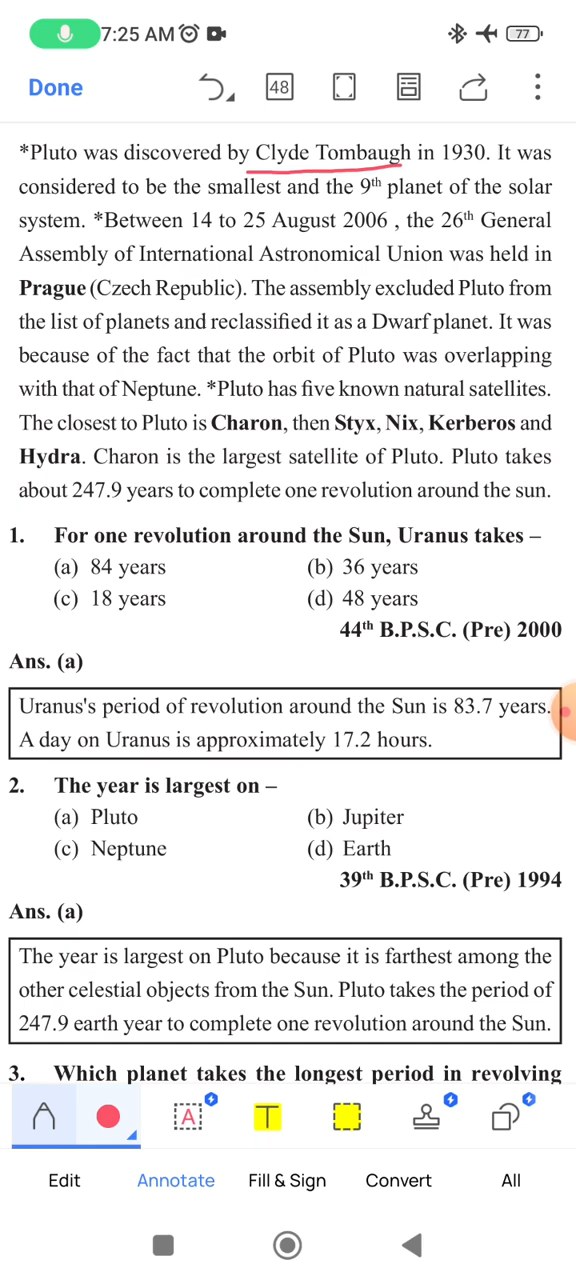 7:25 AM 77
Done 48
*Pluto was discovered by Clyde Tombaugh in 1930. It was
considered to be the smallest and the 9th planet of the solar
system. *Between 14 to 25 August 2006 , the 26th General
Assembly of International Astronomical Union was held in
Prague (Czech Republic). The assembly excluded Pluto from
the list of planets and reclassified it as a Dwarf planet. It was
because of the fact that the orbit of Pluto was overlapping
with that of Neptune. *Pluto has five known natural satellites.
The closest to Pluto is Charon, then Styx, Nix, Kerberos and
Hydra. Charon is the largest satellite of Pluto. Pluto takes
about 247.9 years to complete one revolution around the sun.
1. For one revolution around the Sun, Uranus takes –
(a) 84 years (b) 36 years
(c) 18 years (d) 48 years
44th B.P.S.C. (Pre) 2000
Ans. (a)
Uranus's period of revolution around the Sun is 83.7 years.
A day on Uranus is approximately 17.2 hours.
2. The year is largest on –
(a) Pluto (b) Jupiter
(c) Neptune (d) Earth
39th B.P.S.C. (Pre) 1994
Ans. (a)
The year is largest on Pluto because it is farthest among the
other celestial objects from the Sun. Pluto takes the period of
247.9 earth year to complete one revolution around the Sun.
3. Which planet takes the longest period in revolving
A T
Edit Annotate Fill & Sign Convert All